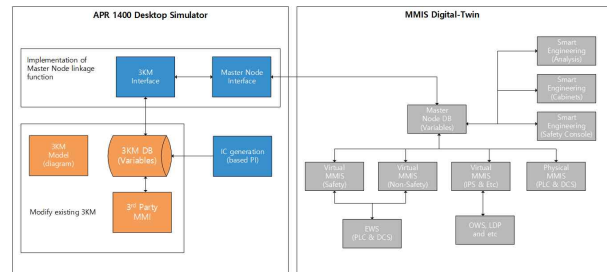 APR 1400 Desktop Simulator
Implementation of
Master Node linkage
function
3KM
Interface
Master Node
Interface
3KM
Model
(diagram)
3KM DB
(Variables)
IC generation
(based PI)
3rd Party
MMI
Modify existing 3KM
MMIS Digital-Twin
Smart
Engineering
(Analysis)
Smart
Engineering
(Cabinets)
Smart
Engineering
(Safety Console)
Master
Node DB
(Variables)
Virtual
MMIS
(Safety)
Virtual
MMIS
(Non-Safety)
Virtual
MMIS
(IPS & Etc)
Physical
MMIS
(PLC & DCS)
EWS
(PLC & DCS)
OWS, LDP
and etc